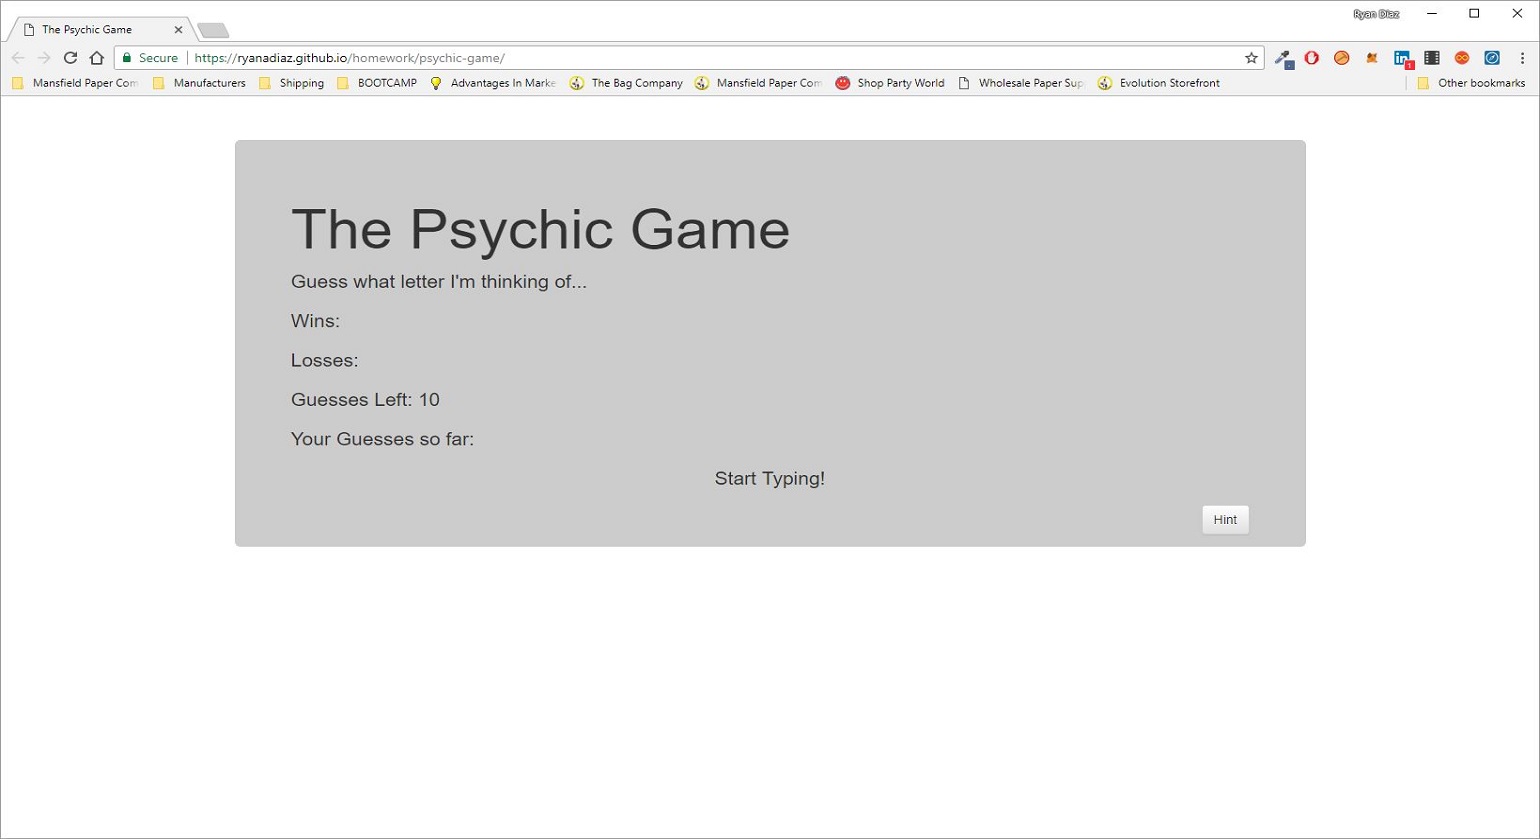 The Psychic Game
Ryan Diaz
Secure
https://ryanadiaz.github.io/homework/psychic-game/
1
Mansfield Paper Com
Manufacturers
Shipping
BOOTCAMP
Advantages In Marke
The Bag Company
Mansfield Paper Com
Shop Party World
Wholesale Paper Sup
Evolution Storefront
Other bookmarks
The Psychic Game
Guess what letter I'm thinking of...
Wins:
Losses:
Guesses Left: 10
Your Guesses so far:
Start Typing!
Hint